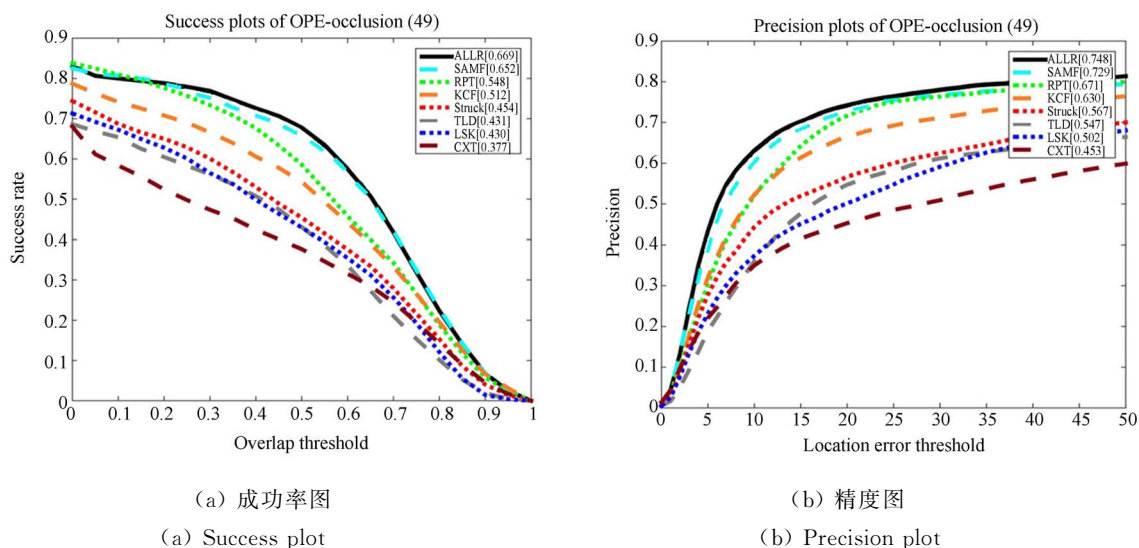 Success plots of OPE-occlusion (49)
0.9
0.8
0.7
0.6
0.5
0.4
0.3
0.2
0.1
0
Success rate
ALLR[0.669]
SAMF[0.652]
RPT[0.548]
KCF[0.512]
Struck[0.454]
TLD[0.431]
LSK[0.430]
CXT[0.377]
0 0.1 0.2 0.3 0.4 0.5 0.6 0.7 0.8 0.9 1
Overlap threshold
(a) 成功率图
(a) Success plot
Precision plots of OPE-occlusion (49)
0.9
0.8
0.7
0.6
0.5
0.4
0.3
0.2
0.1
0
Precision
ALLR[0.748]
SAMF[0.729]
RPT[0.671]
KCF[0.630]
Struck[0.567]
TLD[0.547]
LSK[0.502]
CXT[0.453]
0 5 10 15 20 25 30 35 40 45 50
Location error threshold
(b) 精度图
(b) Precision plot